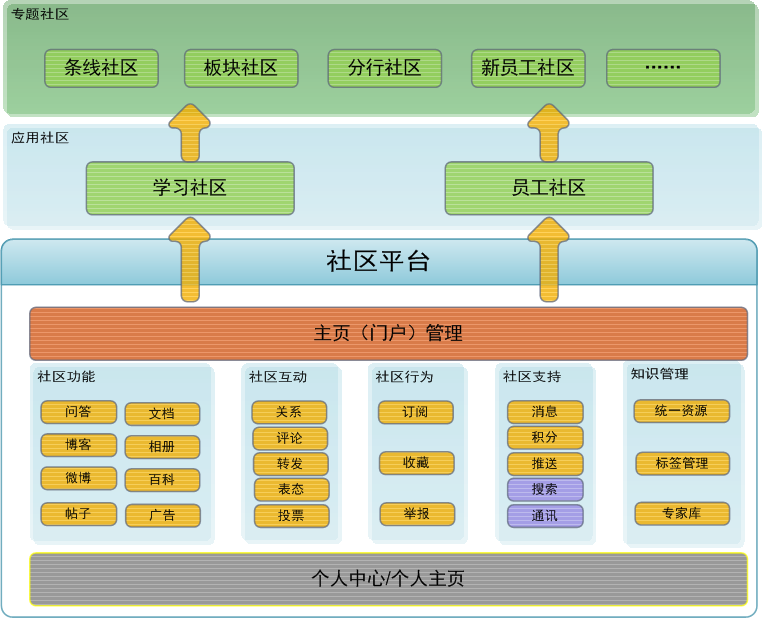 专题社区
条线社区
板块社区
分行社区
新员工社区
……
应用社区
学习社区
员工社区
社区平台
主页（门户）管理
社区功能
问答
文档
博客
相册
微博
百科
帖子
广告
社区互动
关系
评论
转发
表态
投票
社区行为
订阅
收藏
举报
社区支持
消息
积分
推送
搜索
通讯
知识管理
统一资源
标签管理
专家库
个人中心/个人主页